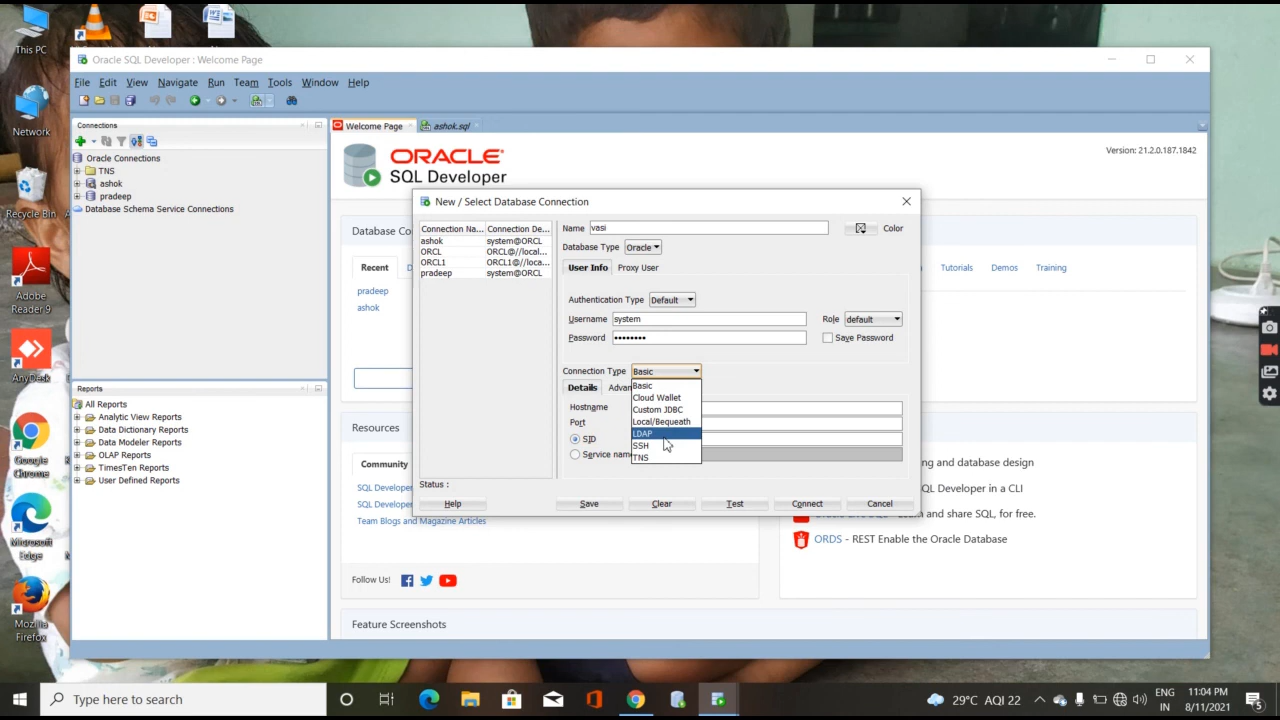 This PC
Network
Recycle Bin
Adobe
Reader 9
AnyDesk
Google
Chrome
Microsoft
Edge
Mozilla
Firefox
Oracle SQL Developer : Welcome Page
File Edit View Navigate Run Team Tools Window Help
Connections
Oracle Connections
TNS
ashok
pradeep
Database Schema Service Connections
Reports
All Reports
Analytic View Reports
Data Dictionary Reports
Data Modeler Reports
OLAP Reports
TimesTen Reports
User Defined Reports
Welcome Page
ashok.sql
ORACLE
SQL Developer
Version: 21.2.0.187.1842
Database Co
Recent
pradeep
ashok
Tutorials Demos Training
Resources
Community
SQL Developer
SQL Developer
Team Blogs and Magazine Articles
ing and database design
QL Developer in a CLI
and share SQL, for free.
ORDS - REST Enable the Oracle Database
Follow Us!
Feature Screenshots
New / Select Database Connection
Connection Na... Connection De...
ashok system@ORCL
ORCL ORCL@//local...
ORCL1 ORCL1@//loca...
pradeep system@ORCL
Name vasi
Color
Database Type Oracle
User Info Proxy User
Authentication Type Default
Username system
Role default
Password ••••••••
Save Password
Connection Type Basic
Details Advan
Basic
Cloud Wallet
Custom JDBC
Local/Bequeath
LDAP
SSH
TNS
Hostname
Port
SID
Service name
Status :
Help Save Clear Test Connect Cancel
Type here to search
29°C AQI 22
ENG
IN
11:04 PM
8/11/2021
5